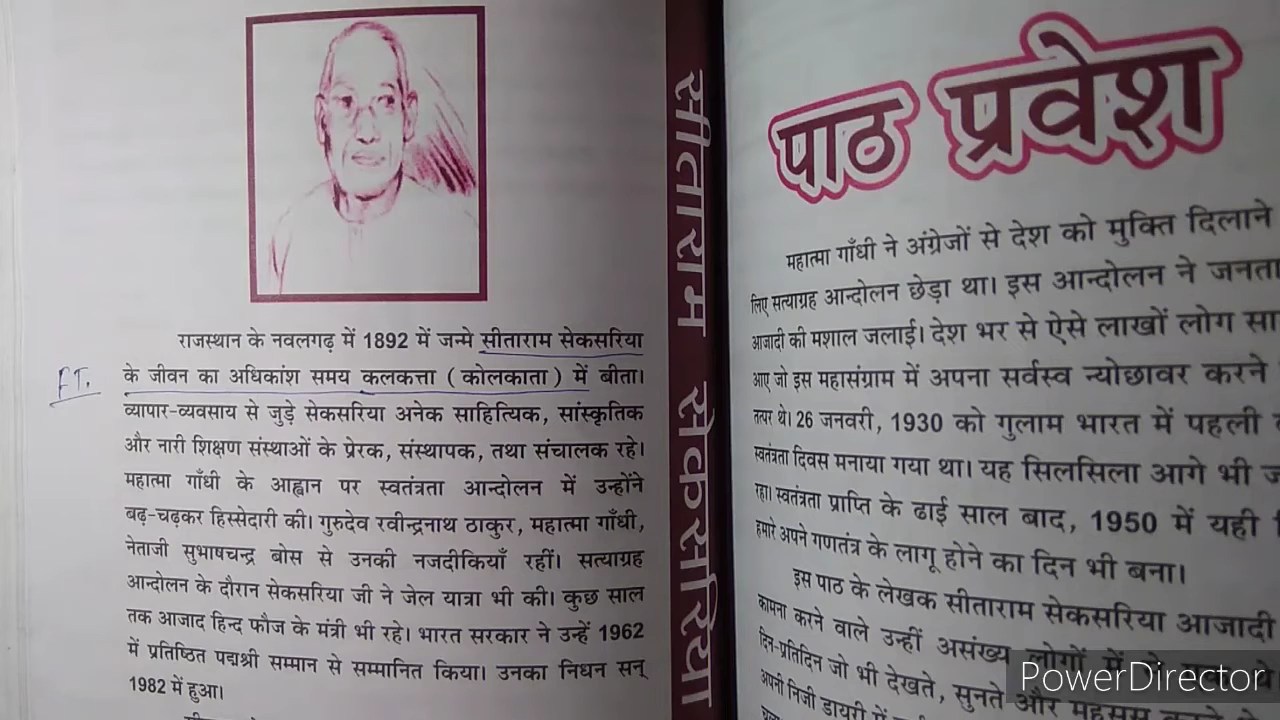 राजस्थान के नवलगढ़ में 1892 में जन्मे सीताराम सेकसरिया
FT.
के जीवन का अधिकांश समय कलकत्ता ( कोलकाता ) में बीता।
व्यापार-व्यवसाय से जुड़े सेकसरिया अनेक साहित्यिक, सांस्कृतिक
और नारी शिक्षण संस्थाओं के प्रेरक, संस्थापक, तथा संचालक रहे।
महात्मा गाँधी के आह्वान पर स्वतंत्रता आन्दोलन में उन्होंने
बढ़-चढ़कर हिस्सेदारी की। गुरुदेव रवीन्द्रनाथ ठाकुर, महात्मा गाँधी,
नेताजी सुभाषचन्द्र बोस से उनकी नजदीकियाँ रहीं। सत्याग्रह
आन्दोलन के दौरान सेकसरिया जी ने जेल यात्रा भी की। कुछ साल
तक आजाद हिन्द फौज के मंत्री भी रहे। भारत सरकार ने उन्हें 1962
में प्रतिष्ठित पद्मश्री सम्मान से सम्मानित किया। उनका निधन सन्
1982 में हुआ।
सीताराम सेकसरिया
पाठ प्रवेश
महात्मा गाँधी ने अंग्रेजों से देश को मुक्ति दिलाने
लिए सत्याग्रह आन्दोलन छेड़ा था। इस आन्दोलन ने जनता
आजादी की मशाल जलाई। देश भर से ऐसे लाखों लोग सा
आए जो इस महासंग्राम में अपना सर्वस्व न्योछावर करने
तत्पर थे। 26 जनवरी, 1930 को गुलाम भारत में पहली
स्वतंत्रता दिवस मनाया गया था। यह सिलसिला आगे भी ज
रहा। स्वतंत्रता प्राप्ति के ढाई साल बाद, 1950 में यही
हमारे अपने गणतंत्र के लागू होने का दिन भी बना।
इस पाठ के लेखक सीताराम सेकसरिया आजादी
कामना करने वाले उन्हीं असंख्य लोगों में
दिन-प्रतिदिन जो भी देखते, सुनते और महसूस
अपनी निजी डायरी में
PowerDirector